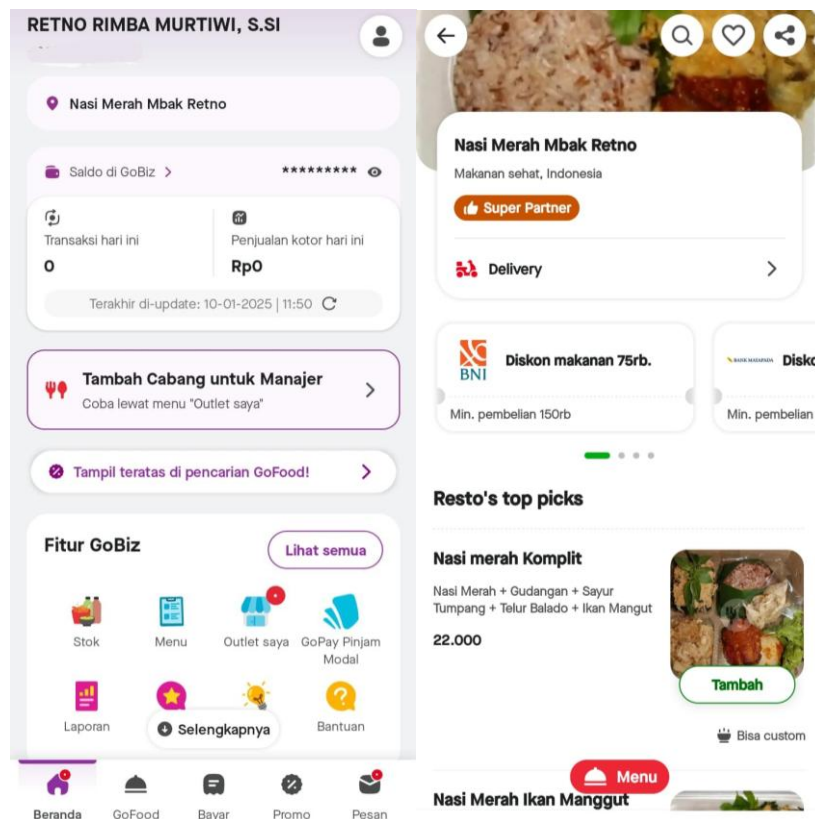 RETNO RIMBA MURTIWI, S.SI
Nasi Merah Mbak Retno
Saldo di GoBiz
*********
Transaksi hari ini
0
Penjualan kotor hari ini
Rp0
Terakhir di-update: 10-01-2025 | 11:50
Tambah Cabang untuk Manajer
Coba lewat menu "Outlet saya"
Tampil teratas di pencarian GoFood!
Fitur GoBiz
Lihat semua
Stok
Menu
Outlet saya
GoPay Pinjam
Modal
Laporan
Selengkapnya
Bantuan
Beranda
GoFood
Bayar
Promo
Pesan
Nasi Merah Mbak Retno
Makanan sehat, Indonesia
Super Partner
Delivery
BNI
Diskon makanan 75rb.
Min. pembelian 150rb
Disko
Min. pembelian
Resto's top picks
Nasi merah Komplit
Nasi Merah + Gudangan + Sayur
Tumpang + Telur Balado + Ikan Mangut
22.000
Tambah
Bisa custom
Menu
Nasi Merah Ikan Manggut